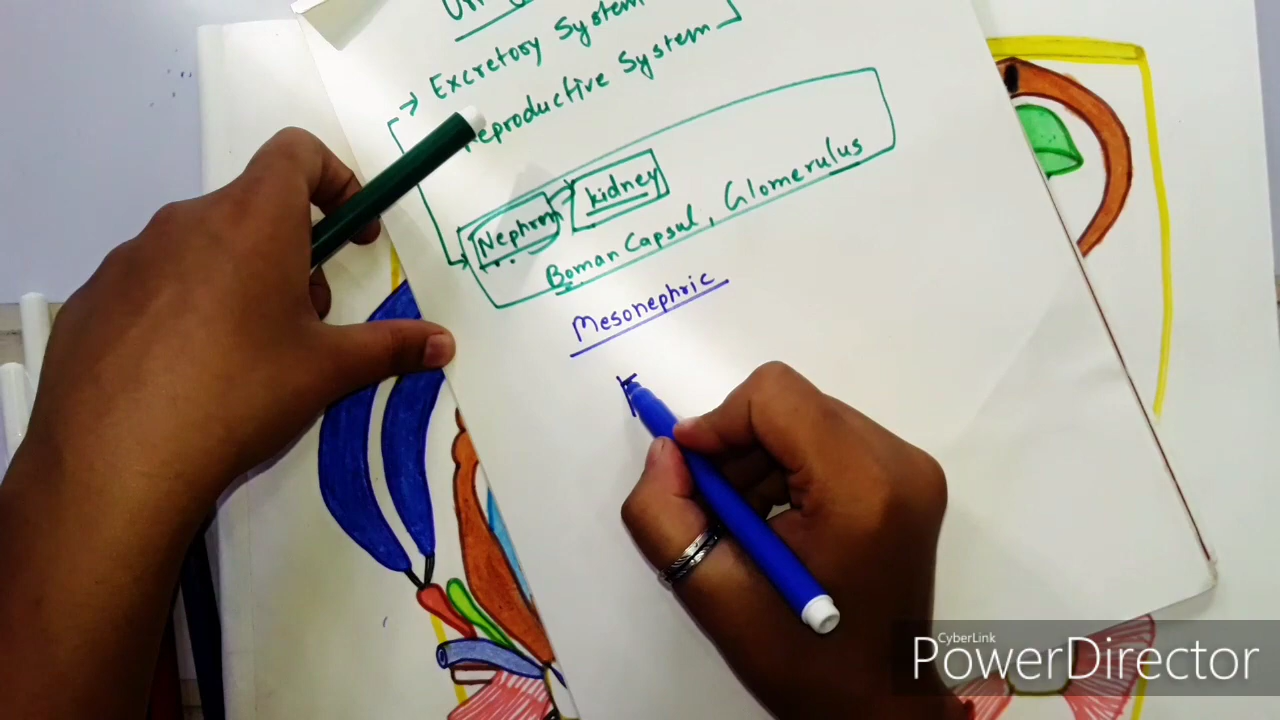 Excretory System
Reproductive System
Nephron kidney
Boman Capsul, Glomerulus
Mesonephric
CyberLink
PowerDirector